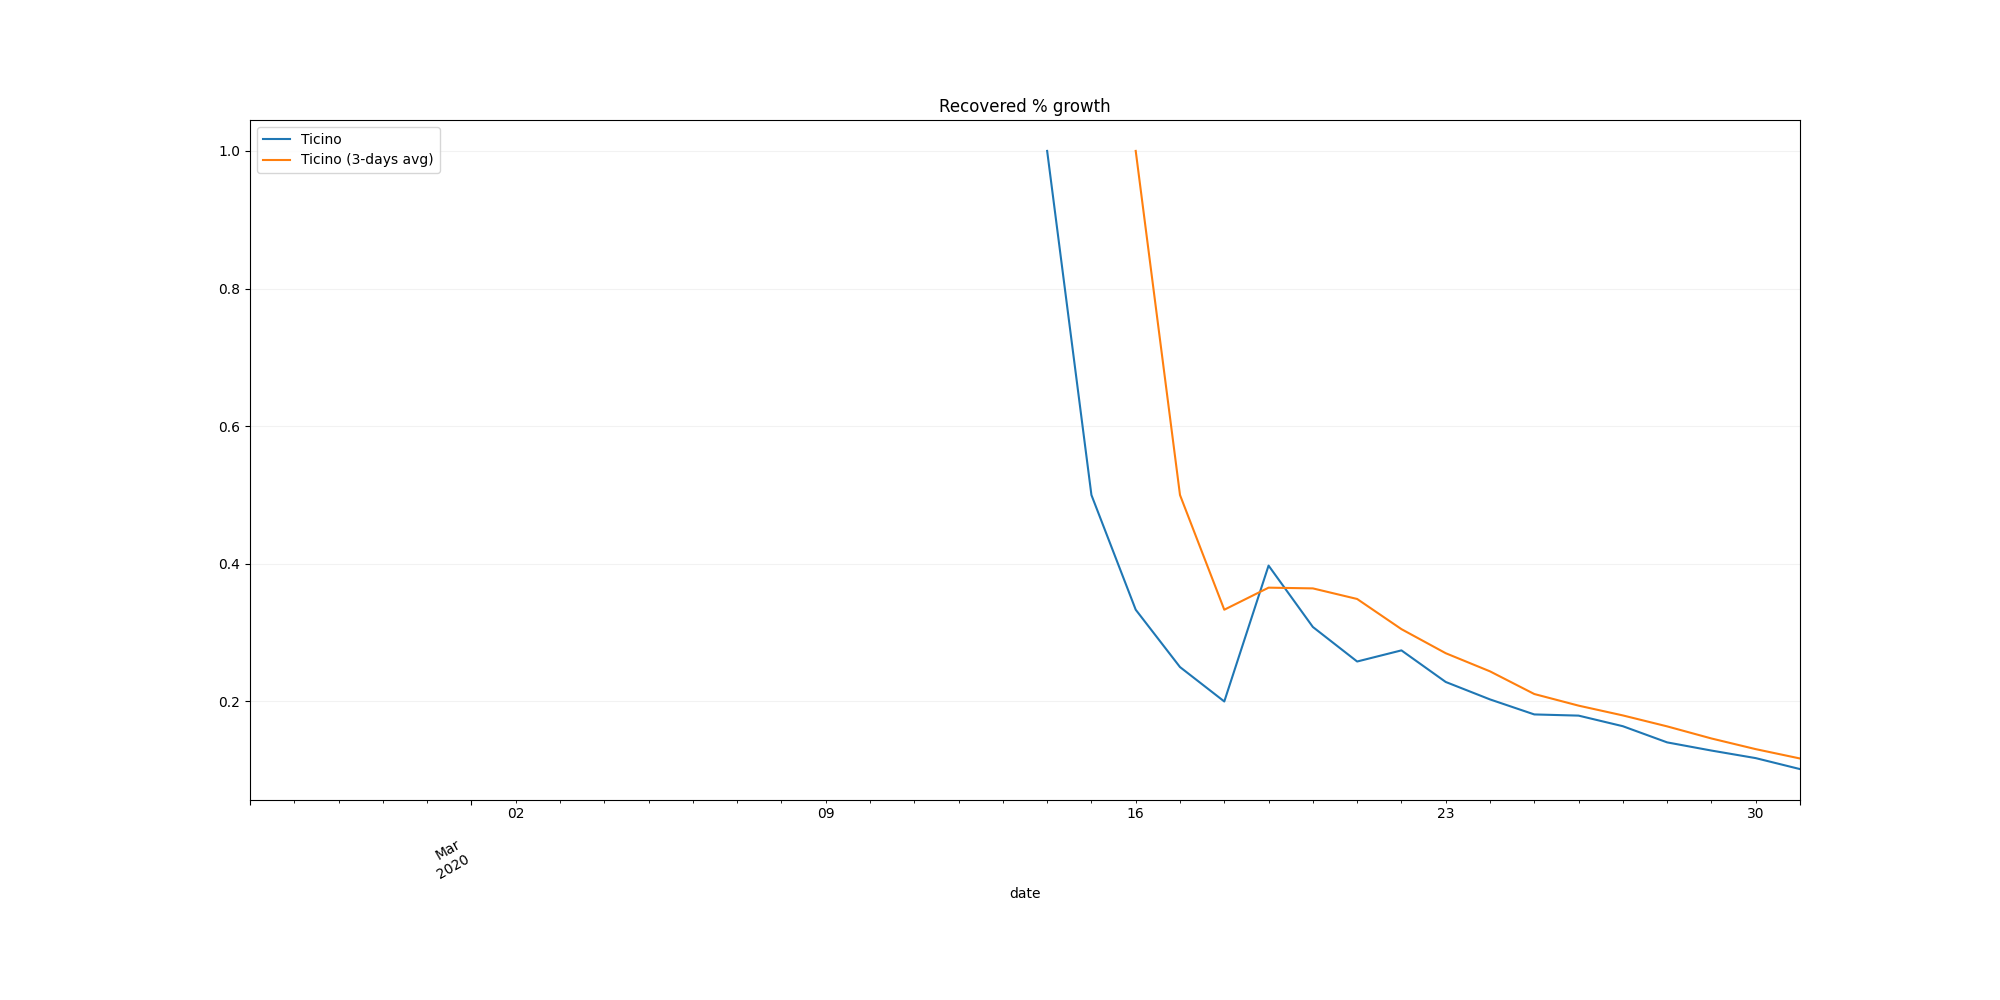 Recovered % growth
Ticino
Ticino (3-days avg)
1.0
0.8
0.6
0.4
0.2
02
09
16
23
30
Mar
2020
date